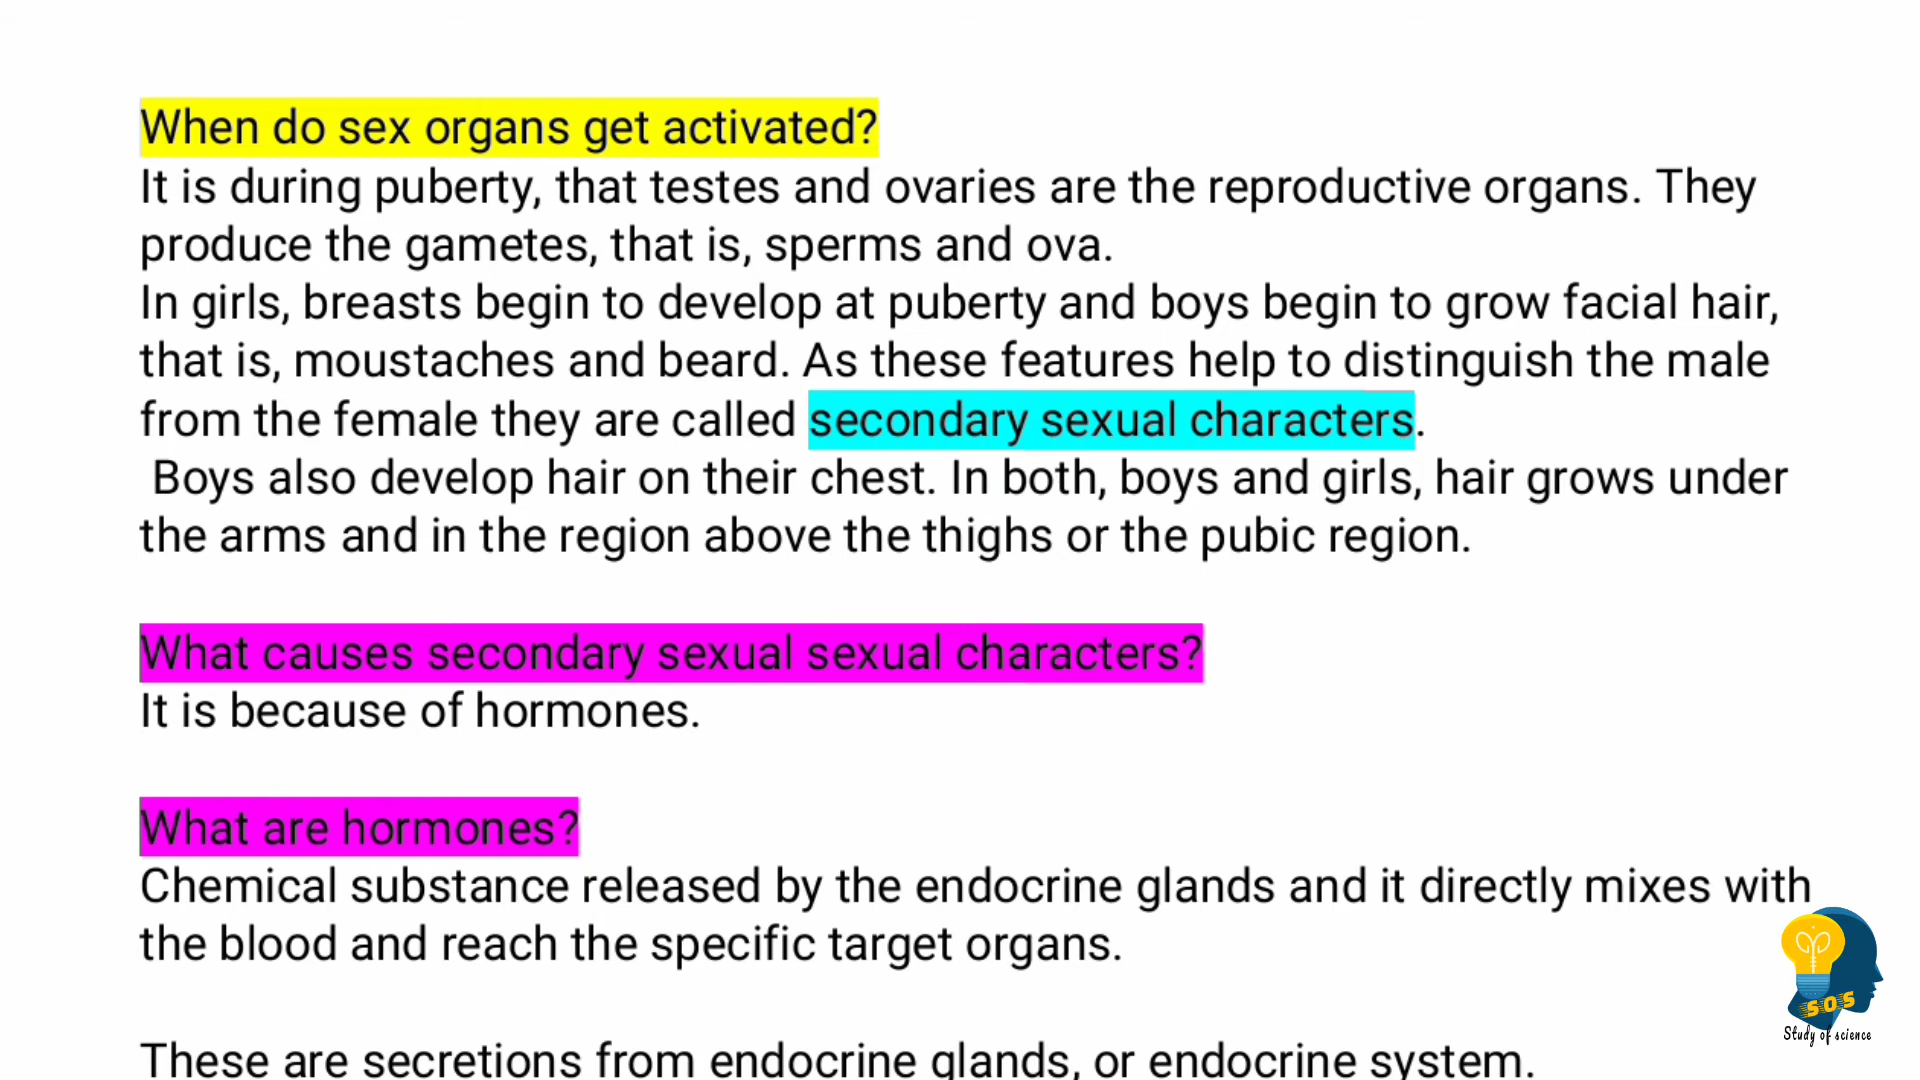 When do sex organs get activated?
It is during puberty, that testes and ovaries are the reproductive organs. They
produce the gametes, that is, sperms and ova.
In girls, breasts begin to develop at puberty and boys begin to grow facial hair,
that is, moustaches and beard. As these features help to distinguish the male
from the female they are called secondary sexual characters.
Boys also develop hair on their chest. In both, boys and girls, hair grows under
the arms and in the region above the thighs or the pubic region.
What causes secondary sexual sexual characters?
It is because of hormones.
What are hormones?
Chemical substance released by the endocrine glands and it directly mixes with
the blood and reach the specific target organs.
These are secretions from endocrine glands, or endocrine system.
SOS
Study of science